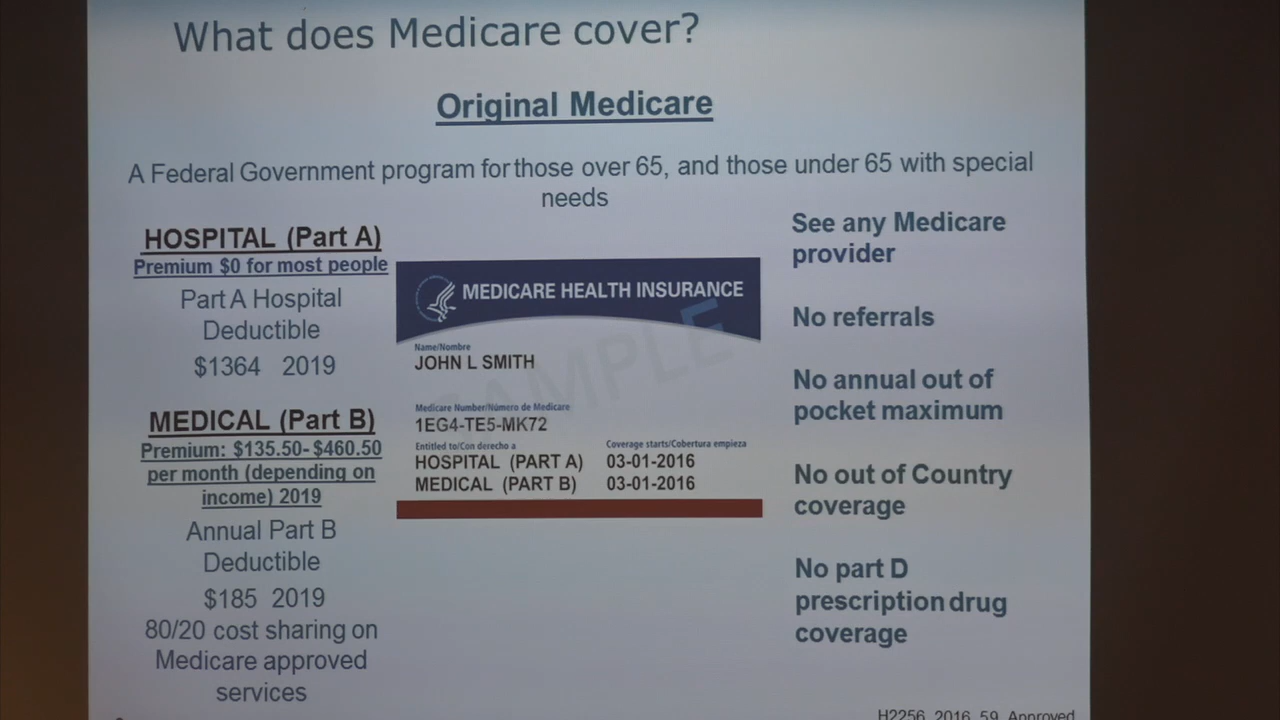 What does Medicare cover?
Original Medicare
A Federal Government program for those over 65, and those under 65 with special
needs
HOSPITAL (Part A)
Premium $0 for most people
Part A Hospital
Deductible
$1364 2019
MEDICAL (Part B)
Premium: $135.50- $460.50
per month (depending on
income) 2019
Annual Part B
Deductible
$185 2019
80/20 cost sharing on
Medicare approved
services
MEDICARE HEALTH INSURANCE
SAMPLE
Name/Nombre
JOHN L SMITH
Medicare Number/Número de Medicare
1EG4-TE5-MK72
Entitled to/Con derecho a Coverage starts/Cobertura empieza
HOSPITAL (PART A) 03-01-2016
MEDICAL (PART B) 03-01-2016
See any Medicare
provider
No referrals
No annual out of
pocket maximum
No out of Country
coverage
No part D
prescription drug
coverage
H2256_2016_59 Approved